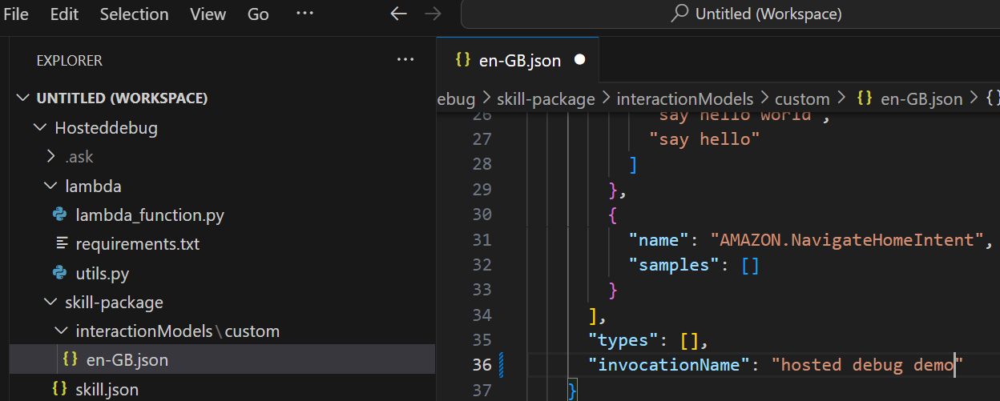 File Edit Selection View Go ···
Untitled (Workspace)
EXPLORER ···
UNTITLED (WORKSPACE)
Hosteddebug
.ask
lambda
lambda_function.py
requirements.txt
utils.py
skill-package
interactionModels\custom
{} en-GB.json
{} skill.json
{} en-GB.json
ebug > skill-package > interactionModels > custom > {} en-GB.json > {}
26 "say hello world",
27 "say hello"
28 ]
29 },
30 {
31 "name": "AMAZON.NavigateHomeIntent",
32 "samples": []
33 }
34 ],
35 "types": [],
36 "invocationName": "hosted debug demo"
37 }